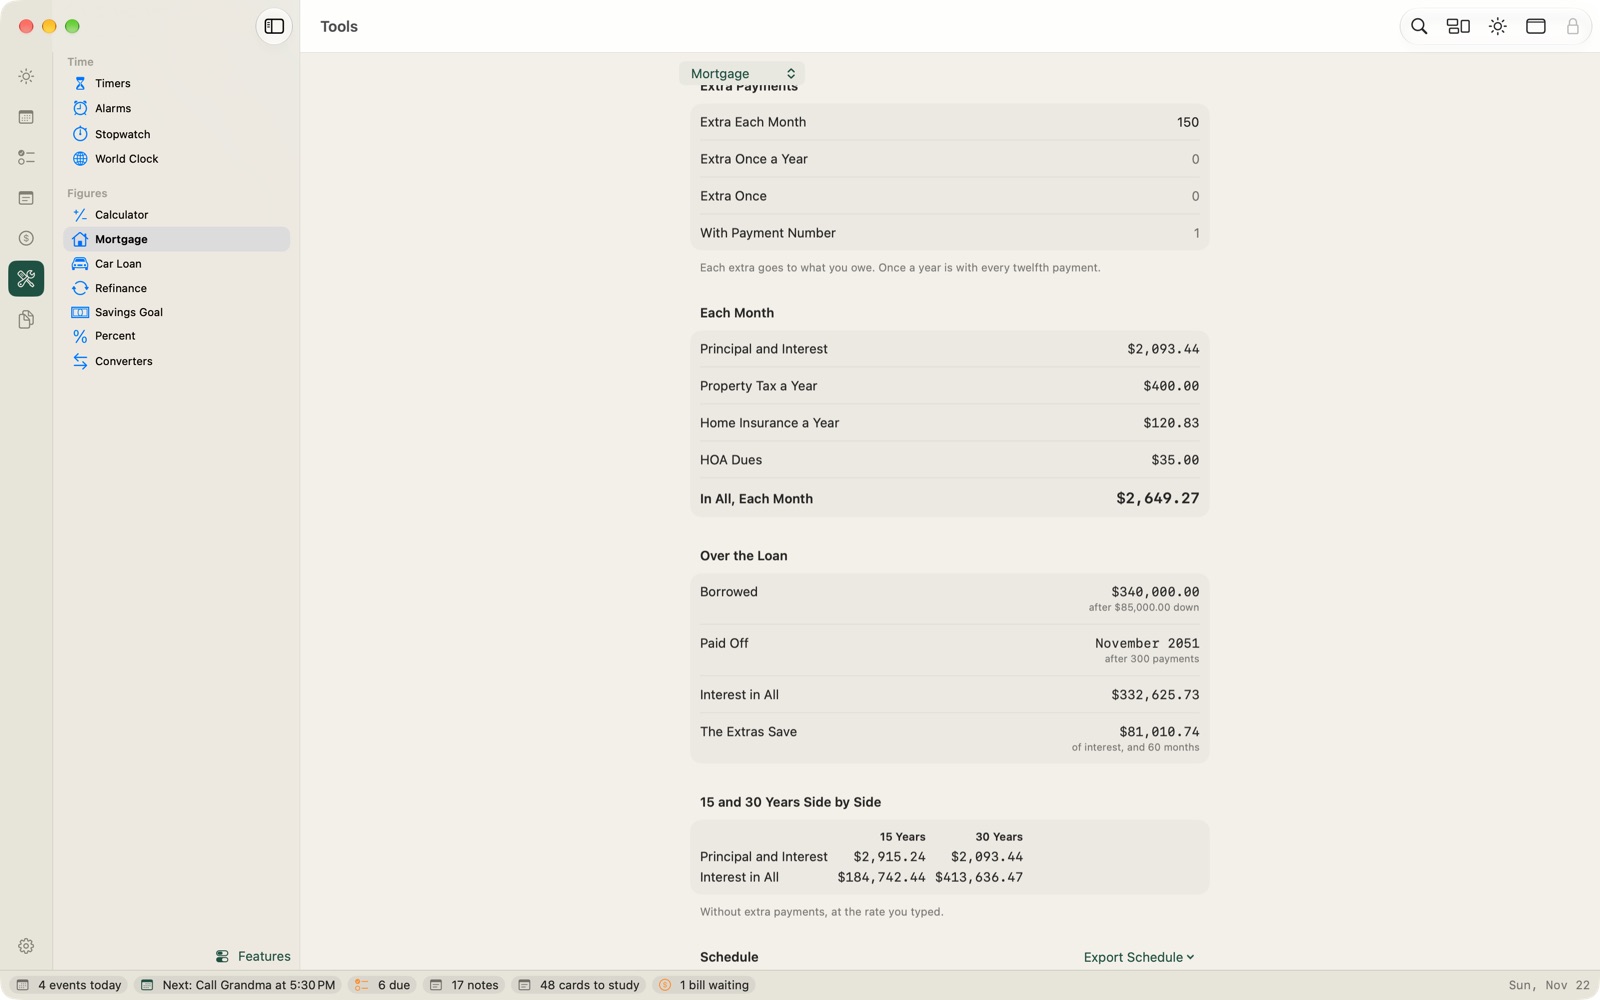 Tools
Time
Timers
Alarms
Stopwatch
World Clock
Figures
Calculator
Mortgage
Car Loan
Refinance
Savings Goal
Percent
Converters
Features
Mortgage
Extra Payments
Extra Each Month 150
Extra Once a Year 0
Extra Once 0
With Payment Number 1
Each extra goes to what you owe. Once a year is with every twelfth payment.
Each Month
Principal and Interest $2,093.44
Property Tax a Year $400.00
Home Insurance a Year $120.83
HOA Dues $35.00
In All, Each Month $2,649.27
Over the Loan
Borrowed $340,000.00
after $85,000.00 down
Paid Off November 2051
after 300 payments
Interest in All $332,625.73
The Extras Save $81,010.74
of interest, and 60 months
15 and 30 Years Side by Side
15 Years 30 Years
Principal and Interest $2,915.24 $2,093.44
Interest in All $184,742.44 $413,636.47
Without extra payments, at the rate you typed.
Schedule Export Schedule
4 events today Next: Call Grandma at 5:30 PM 6 due 17 notes 48 cards to study 1 bill waiting Sun, Nov 22